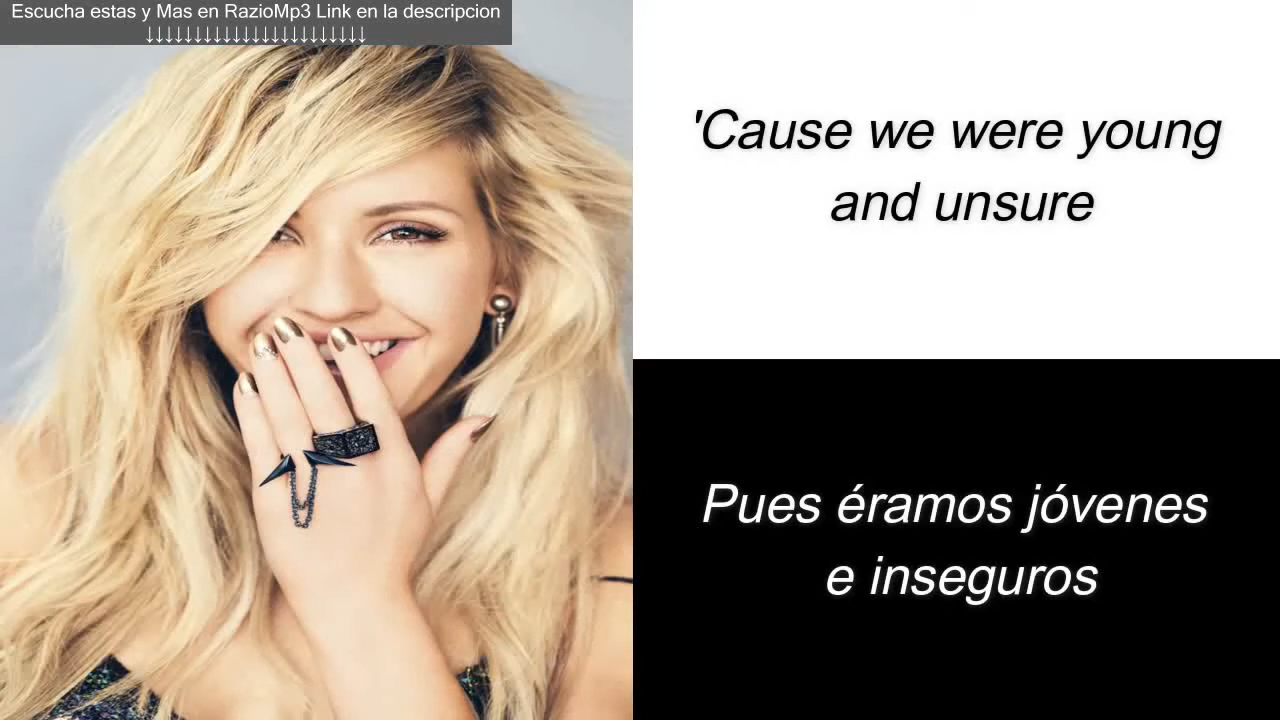 Escucha estas y Mas en RazioMp3 Link en la descripcion
↓↓↓↓↓↓↓↓↓↓↓↓↓↓↓↓↓↓↓↓↓↓↓
'Cause we were young
and unsure
Pues éramos jóvenes
e inseguros